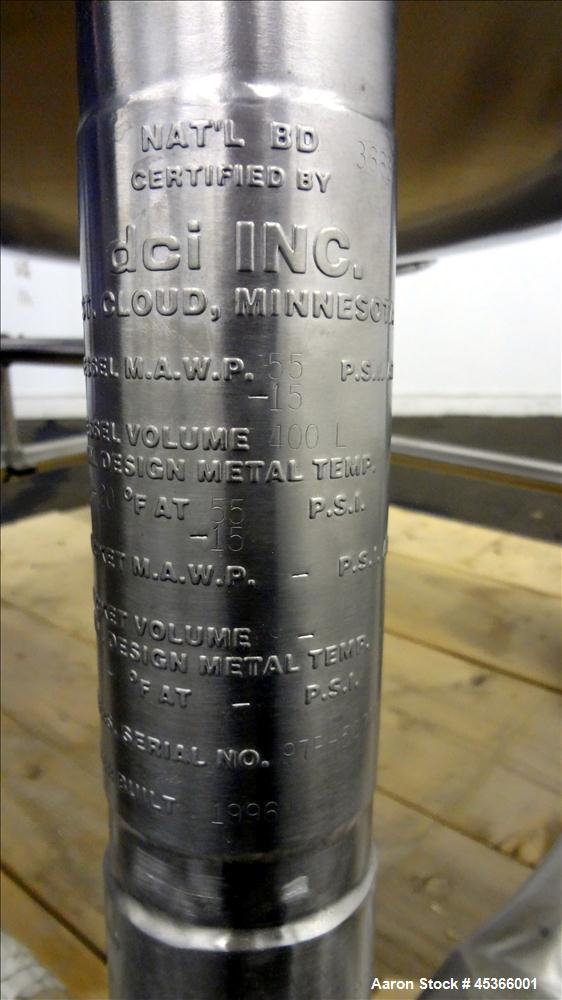 NAT'L BD
CERTIFIED BY
dci INC.
CLOUD, MINNESOTA
M.A.W.P. 55
-15
VOLUME 400 L
DESIGN METAL TEMP.
°F AT 55 P.S.I.
-15
M.A.W.P. -
VOLUME -
DESIGN METAL TEMP.
- °F AT - P.S.I.
SERIAL NO.
BUILT 1996
Aaron Stock # 45366001